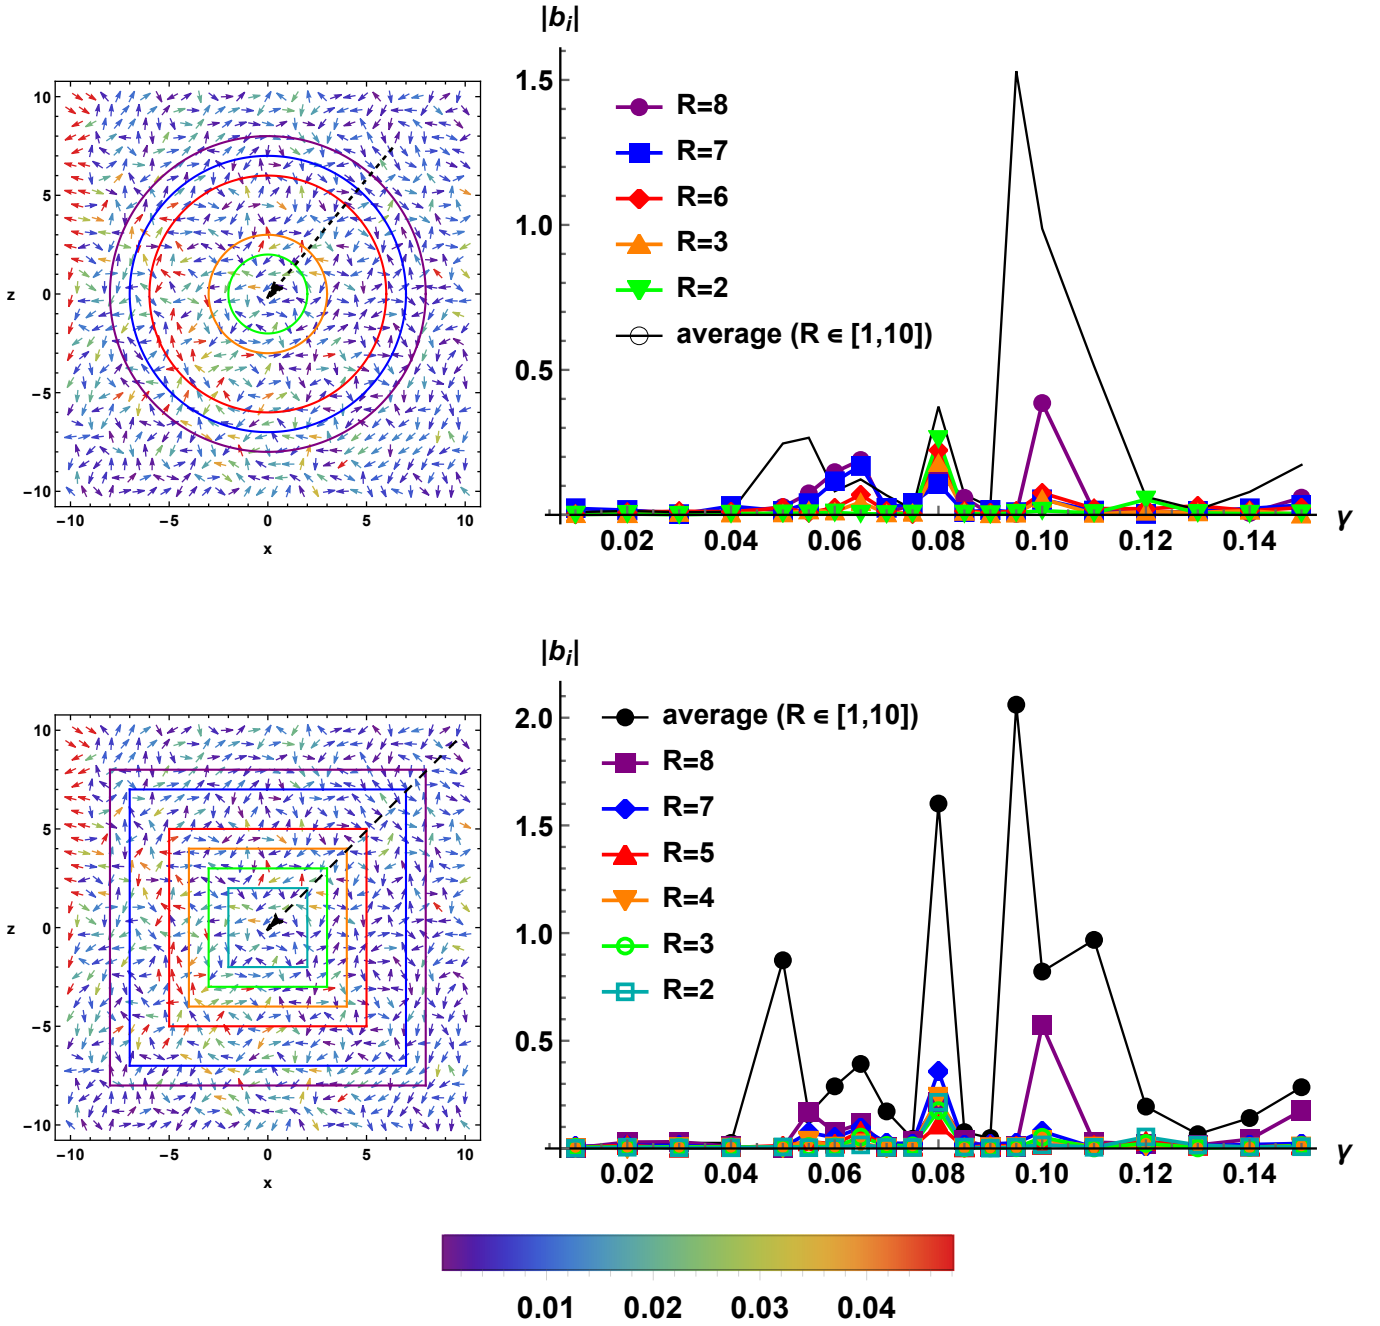 |bᵢ|
1.5
1.0
0.5
R=8
R=7
R=6
R=3
R=2
average (R ∈ [1,10])
0.02 0.04 0.06 0.08 0.10 0.12 0.14
γ
10
5
0
−5
−10
z
−10 −5 0 5 10
x
|bᵢ|
2.0
1.5
1.0
0.5
average (R ∈ [1,10])
R=8
R=7
R=5
R=4
R=3
R=2
0.02 0.04 0.06 0.08 0.10 0.12 0.14
γ
10
5
0
−5
−10
z
−10 −5 0 5 10
x
0.01 0.02 0.03 0.04